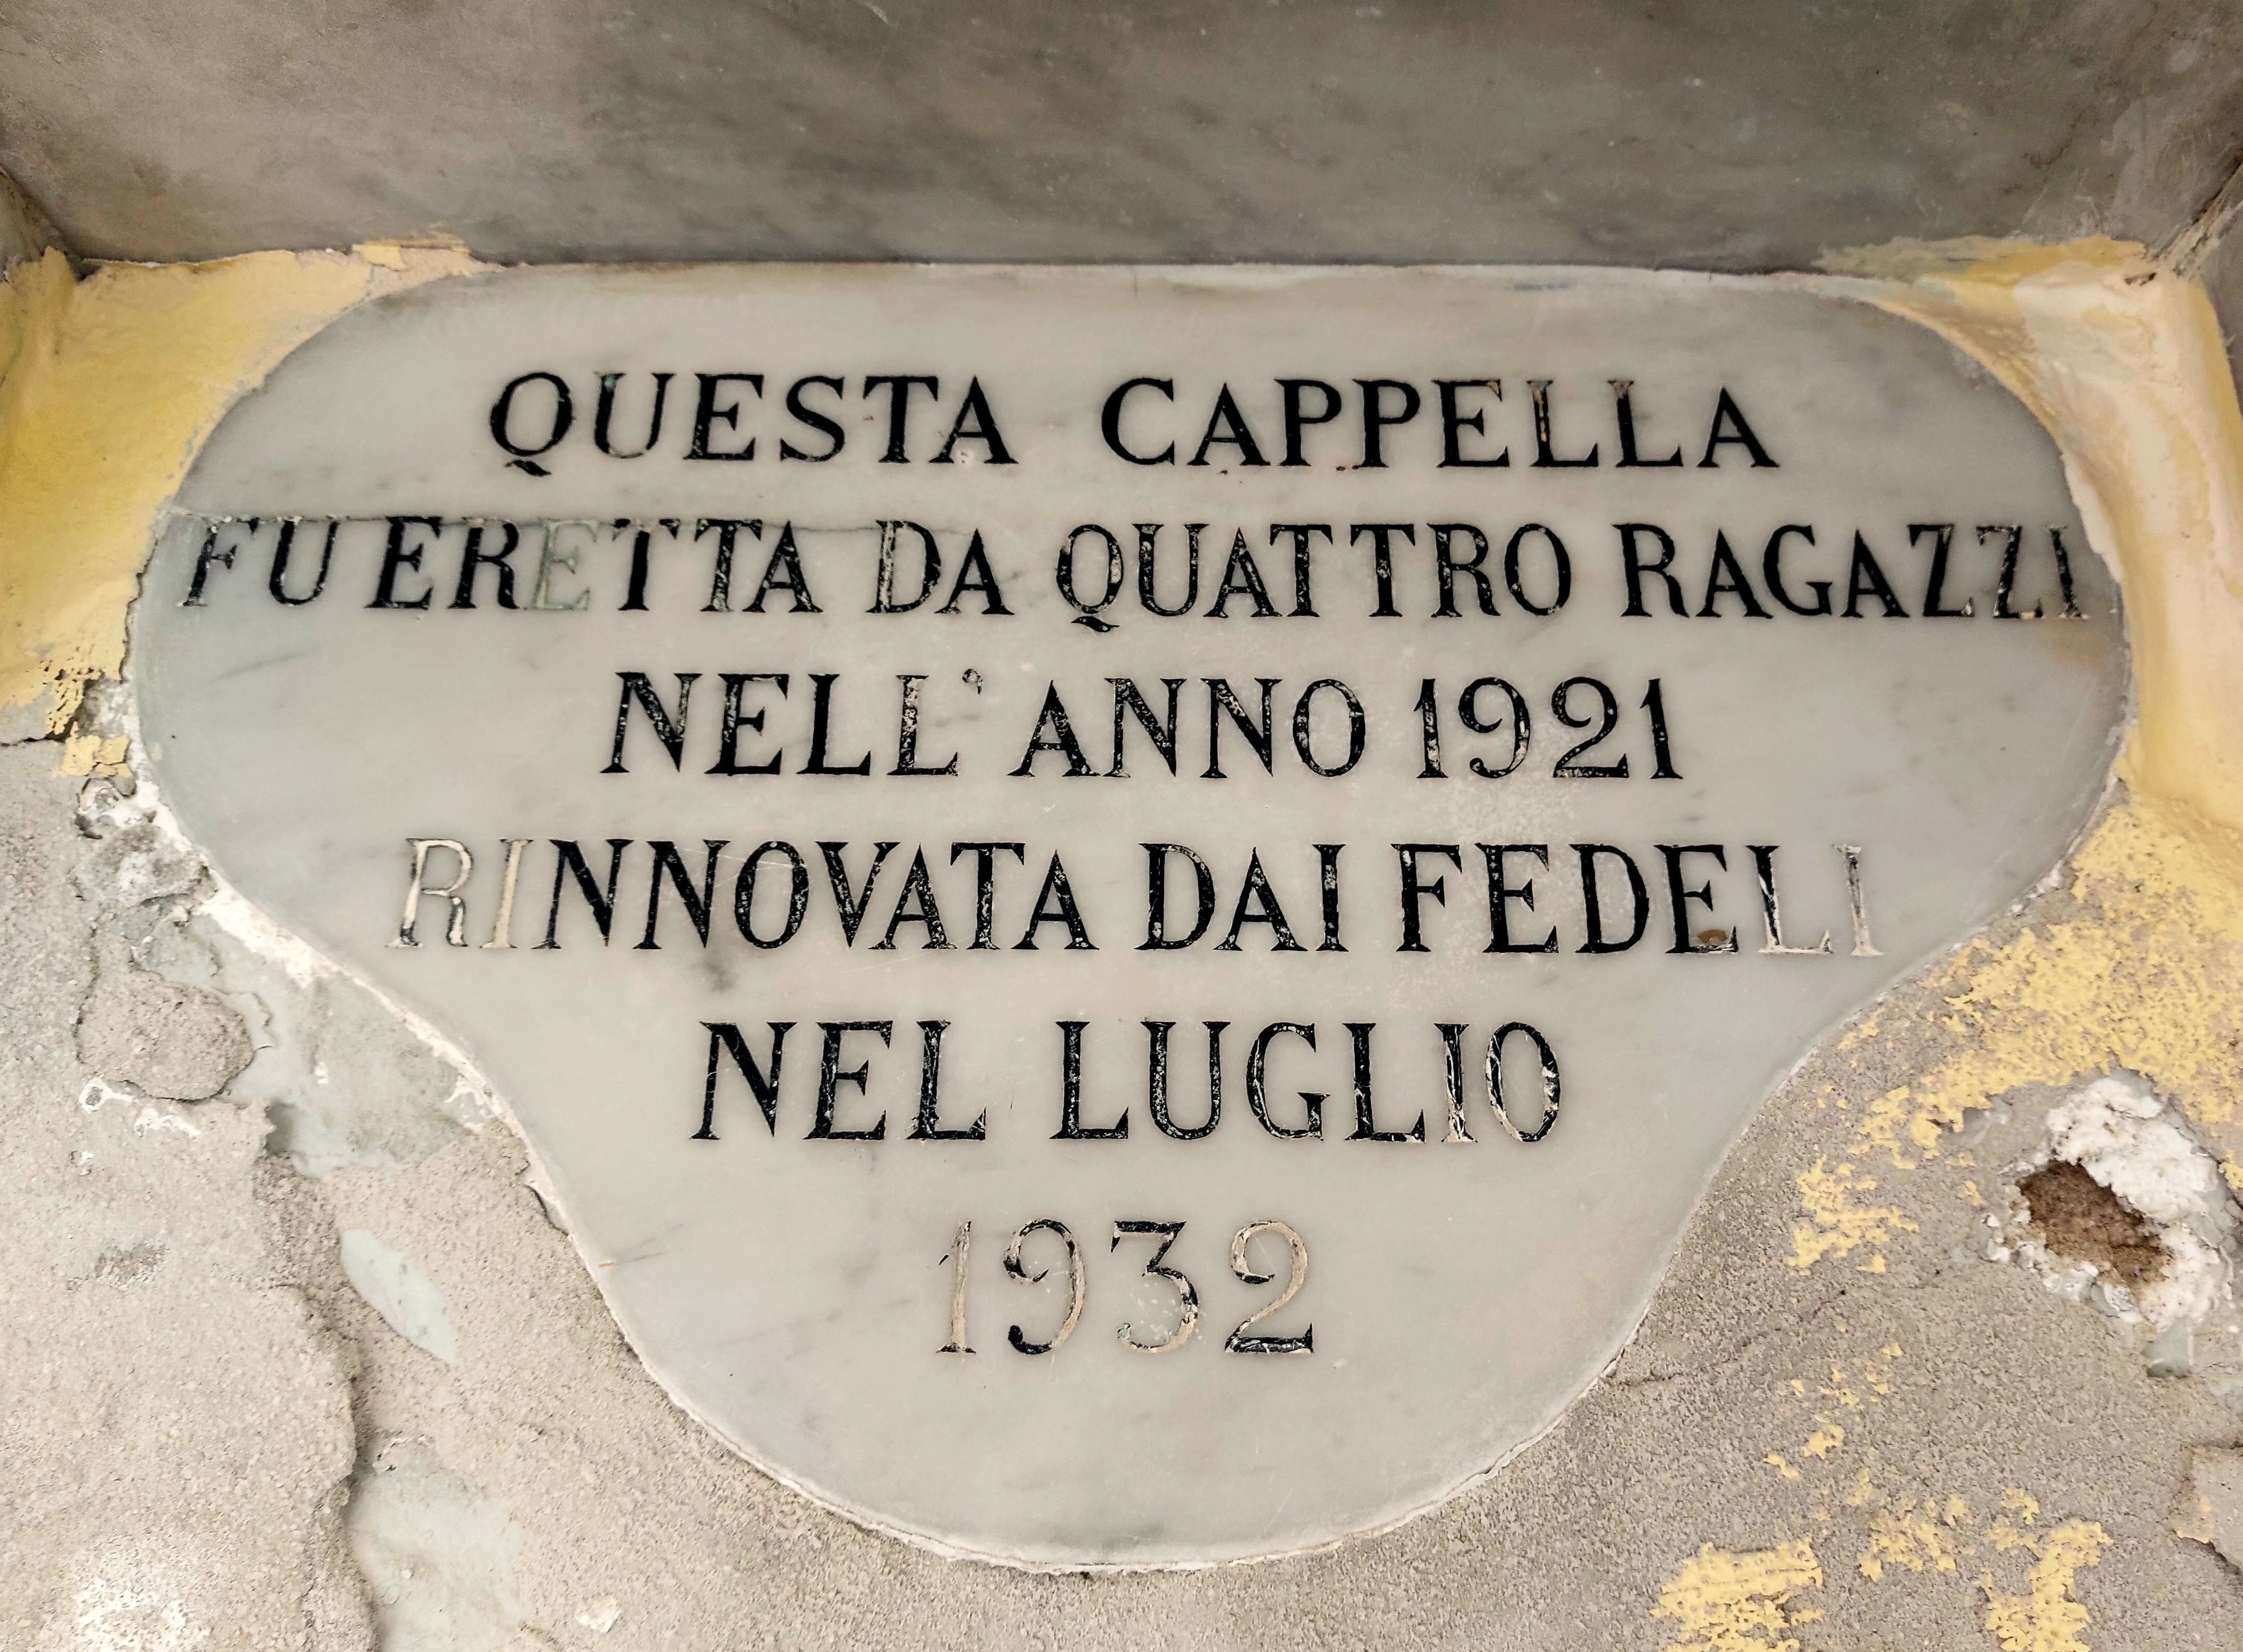 QUESTA CAPPELLA
FU ERETTA DA QUATTRO RAGAZZI
NELL'ANNO 1921
RINNOVATA DAI FEDELI
NEL LUGLIO
1932